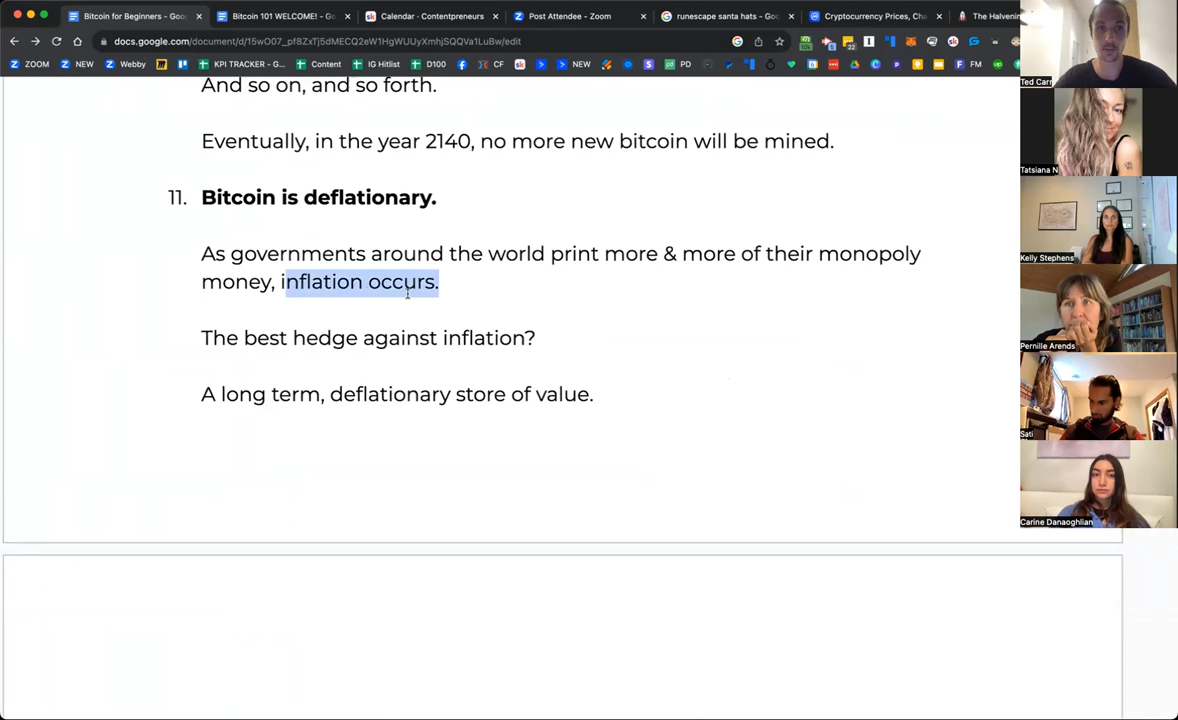 Bitcoin for Beginners - Goo
Bitcoin 101 WELCOME! - Goo
Calendar · Contentpreneurs
Post Attendee - Zoom
runescape santa hats - Goo
Cryptocurrency Prices, Cha
The Halvenin
docs.google.com/document/d/15wO07_pf8ZxTj5dMECQ2eW1HgWUUyXmhjSQQVa1LuBw/edit
ZOOM
NEW
Webby
KPI TRACKER - G...
Content
IG Hitlist
D100
CF
NEW
PD
FM
Ted Carr
Tatsiana N
Kelly Stephens
Pernille Arends
Sati
Carine Danaoghlian
And so on, and so forth.
Eventually, in the year 2140, no more new bitcoin will be mined.
11. Bitcoin is deflationary.
As governments around the world print more & more of their monopoly
money, inflation occurs.
The best hedge against inflation?
A long term, deflationary store of value.